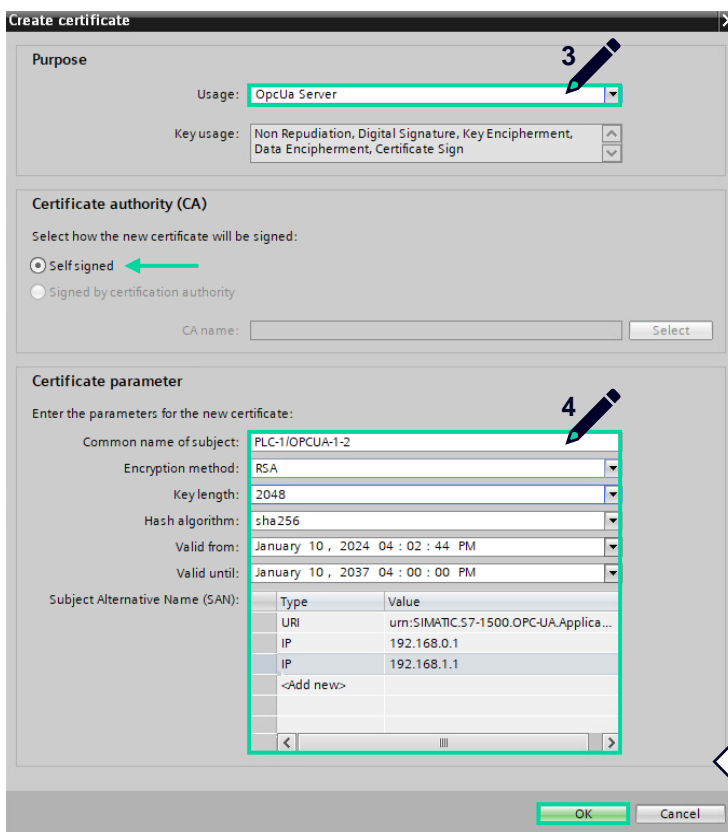 Create certificate
Purpose
3
Usage: OpcUa Server
Key usage: Non Repudiation, Digital Signature, Key Encipherment,
Data Encipherment, Certificate Sign
Certificate authority (CA)
Select how the new certificate will be signed:
Self signed
Signed by certification authority
CA name:
Select
Certificate parameter
Enter the parameters for the new certificate:
4
Common name of subject: PLC-1/OPCUA-1-2
Encryption method: RSA
Key length: 2048
Hash algorithm: sha256
Valid from: January 10 , 2024 04 : 02 : 44 PM
Valid until: January 10 , 2037 04 : 00 : 00 PM
Subject Alternative Name (SAN):
Type Value
URI urn:SIMATIC.S7-1500.OPC-UA.Applica...
IP 192.168.0.1
IP 192.168.1.1
<Add new>
OK Cancel